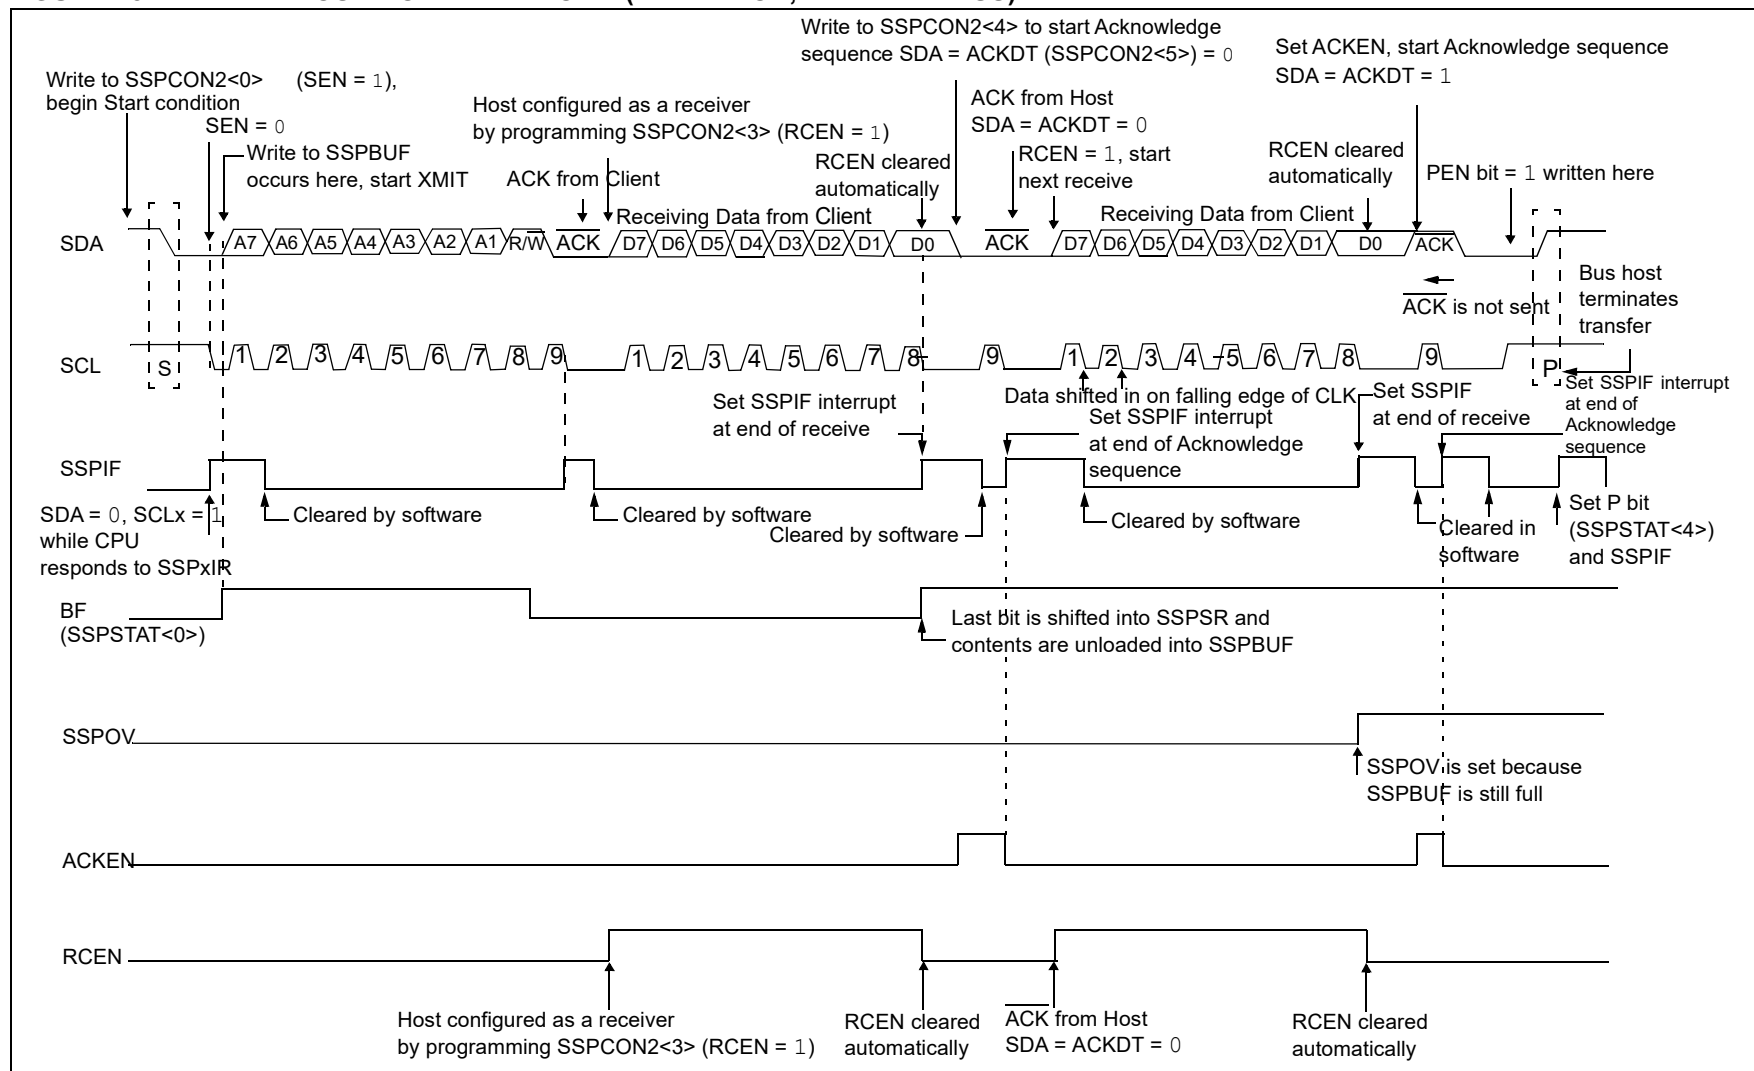 Write to SSPCON2<4> to start Acknowledge
sequence SDA = ACKDT (SSPCON2<5>) = 0
Set ACKEN, start Acknowledge sequence
SDA = ACKDT = 1
Write to SSPCON2<0> (SEN = 1),
begin Start condition
Host configured as a receiver
by programming SSPCON2<3> (RCEN = 1)
ACK from Host
SDA = ACKDT = 0
SEN = 0
Write to SSPBUF
occurs here, start XMIT
ACK from Client
RCEN cleared
automatically
RCEN = 1, start
next receive
RCEN cleared
automatically
PEN bit = 1 written here
Receiving Data from Client
Receiving Data from Client
SDA
A7 A6 A5 A4 A3 A2 A1 R/W ACK D7 D6 D5 D4 D3 D2 D1 D0 ACK D7 D6 D5 D4 D3 D2 D1 D0 ACK
ACK is not sent
Bus host
terminates
transfer
SCL
S 1 2 3 4 5 6 7 8 9 1 2 3 4 5 6 7 8 9 1 2 3 4 5 6 7 8 9 P
Data shifted in on falling edge of CLK
Set SSPIF interrupt
at end of receive
Set SSPIF interrupt
at end of Acknowledge
sequence
Set SSPIF
at end of receive
Set SSPIF interrupt
at end of
Acknowledge
sequence
SSPIF
SDA = 0, SCLx = 1
while CPU
responds to SSPxIR
Cleared by software
Cleared by software
Cleared by software
Cleared by software
Cleared in
software
Set P bit
(SSPSTAT<4>)
and SSPIF
BF
(SSPSTAT<0>)
Last bit is shifted into SSPSR and
contents are unloaded into SSPBUF
SSPOV
SSPOV is set because
SSPBUF is still full
ACKEN
RCEN
Host configured as a receiver
by programming SSPCON2<3> (RCEN = 1)
RCEN cleared
automatically
ACK from Host
SDA = ACKDT = 0
RCEN cleared
automatically